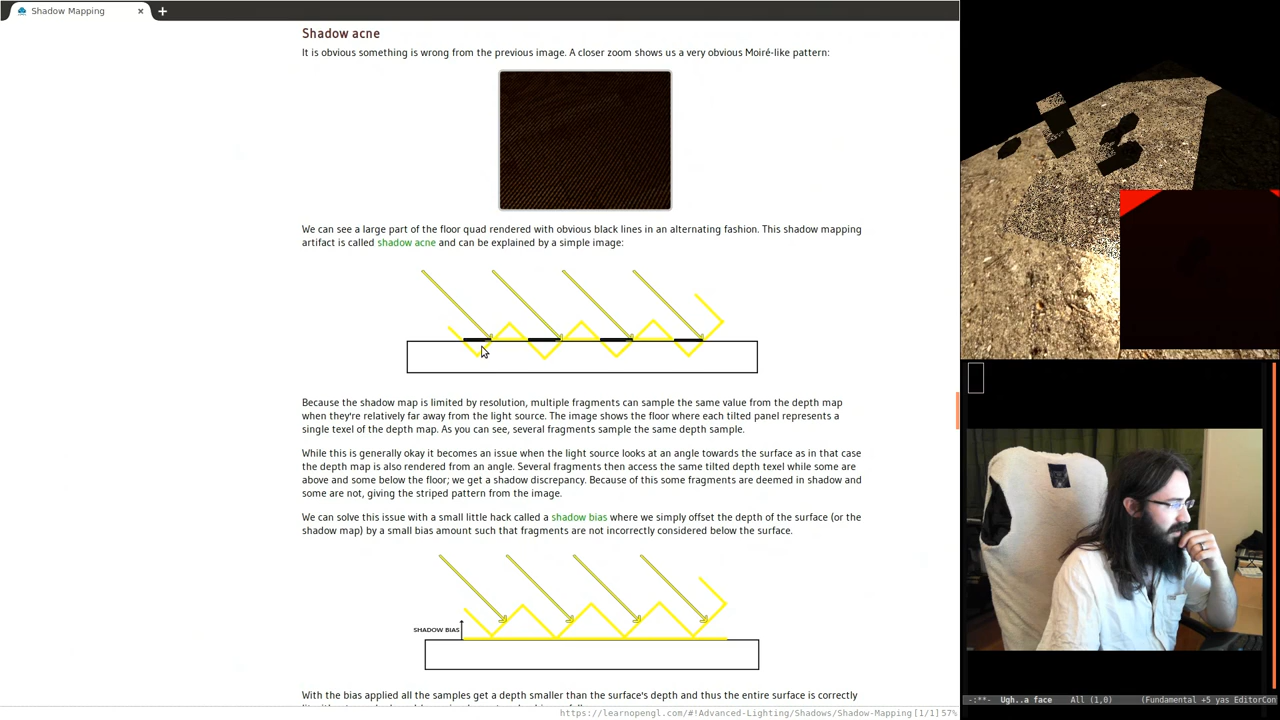 Shadow Mapping
Shadow acne
It is obvious something is wrong from the previous image. A closer zoom shows us a very obvious Moiré-like pattern:
We can see a large part of the floor quad rendered with obvious black lines in an alternating fashion. This shadow mapping
artifact is called shadow acne and can be explained by a simple image:
Because the shadow map is limited by resolution, multiple fragments can sample the same value from the depth map
when they're relatively far away from the light source. The image shows the floor where each tilted panel represents a
single texel of the depth map. As you can see, several fragments sample the same depth sample.
While this is generally okay it becomes an issue when the light source looks at an angle towards the surface as in that case
the depth map is also rendered from an angle. Several fragments then access the same tilted depth texel while some are
above and some below the floor; we get a shadow discrepancy. Because of this some fragments are deemed in shadow and
some are not, giving the striped pattern from the image.
We can solve this issue with a small little hack called a shadow bias where we simply offset the depth of the surface (or the
shadow map) by a small bias amount such that fragments are not incorrectly considered below the surface.
SHADOW BIAS
With the bias applied all the samples get a depth smaller than the surface's depth and thus the entire surface is correctly
https://learnopengl.com/#!Advanced-Lighting/Shadows/Shadow-Mapping [1/1] 57%
-:**- Ugh..a face All (1,0) (Fundamental +5 yas EditorCon